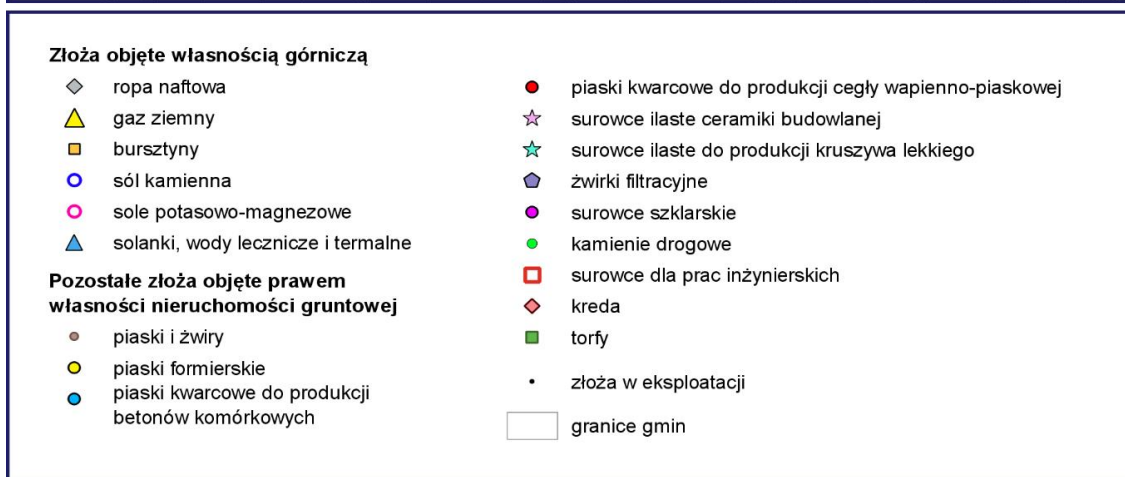 Złoża objęte własnością górniczą
ropa naftowa
gaz ziemny
bursztyny
sól kamienna
sole potasowo-magnezowe
solanki, wody lecznicze i termalne
Pozostałe złoża objęte prawem
własności nieruchomości gruntowej
piaski i żwiry
piaski formierskie
piaski kwarcowe do produkcji
betonów komórkowych
piaski kwarcowe do produkcji cegły wapienno-piaskowej
surowce ilaste ceramiki budowlanej
surowce ilaste do produkcji kruszywa lekkiego
żwirki filtracyjne
surowce szklarskie
kamienie drogowe
surowce dla prac inżynierskich
kreda
torfy
złoża w eksploatacji
granice gmin